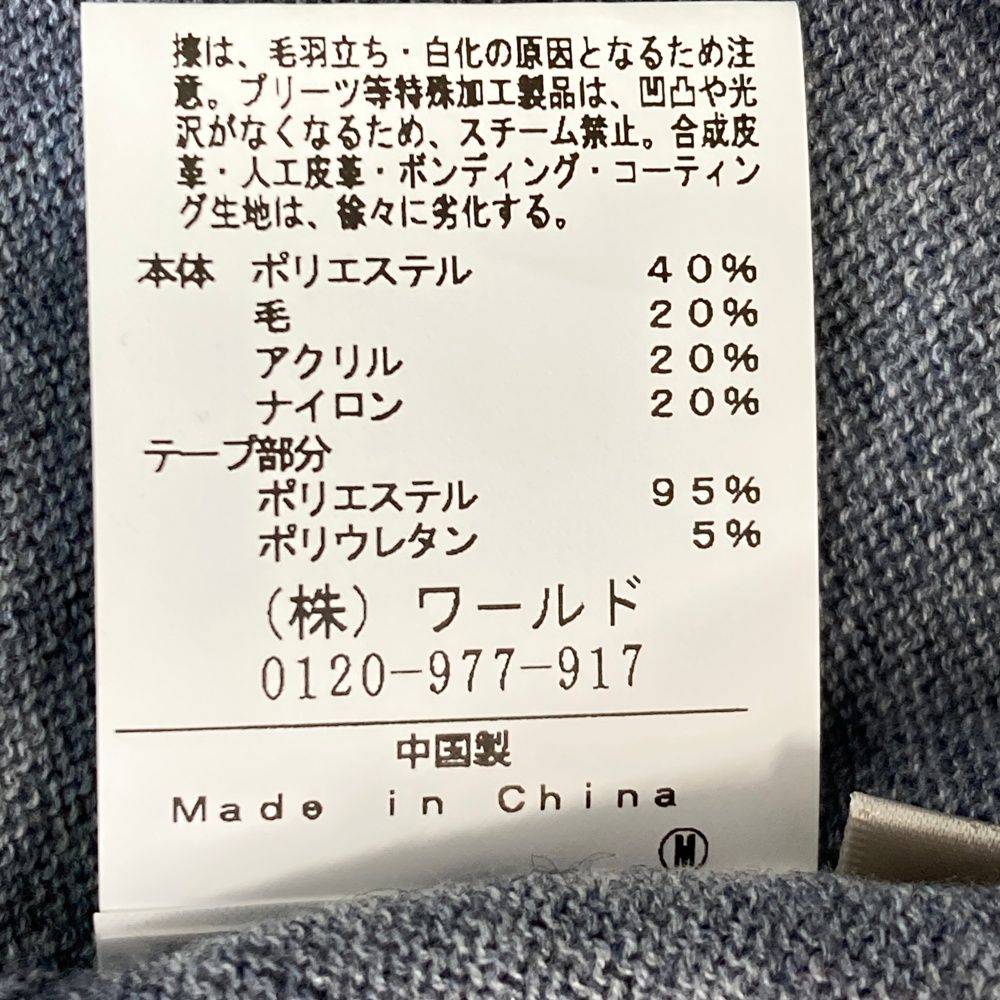 擦は、毛羽立ち・白化の原因となるため注
意。プリーツ等特殊加工製品は、凹凸や光
沢がなくなるため、スチーム禁止。合成皮
革・人工皮革・ボンディング・コーティン
グ生地は、徐々に劣化する。
本体 ポリエステル 40%
毛 20%
アクリル 20%
ナイロン 20%
テープ部分
ポリエステル 95%
ポリウレタン 5%
(株) ワールド
0120-977-917
中国製
Made in China
Ⓜ